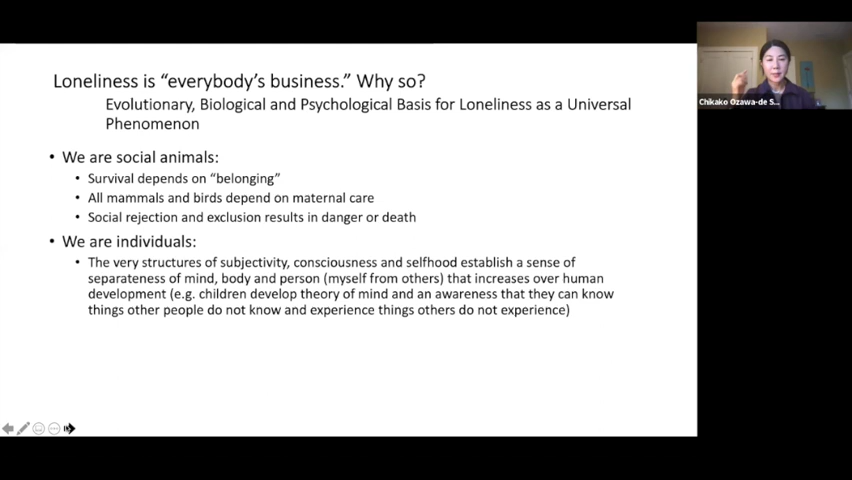 Loneliness is “everybody’s business.” Why so?
Evolutionary, Biological and Psychological Basis for Loneliness as a Universal
Phenomenon
• We are social animals:
• Survival depends on “belonging”
• All mammals and birds depend on maternal care
• Social rejection and exclusion results in danger or death
• We are individuals:
• The very structures of subjectivity, consciousness and selfhood establish a sense of
separateness of mind, body and person (myself from others) that increases over human
development (e.g. children develop theory of mind and an awareness that they can know
things other people do not know and experience things others do not experience)
Chikako Ozawa-de S...